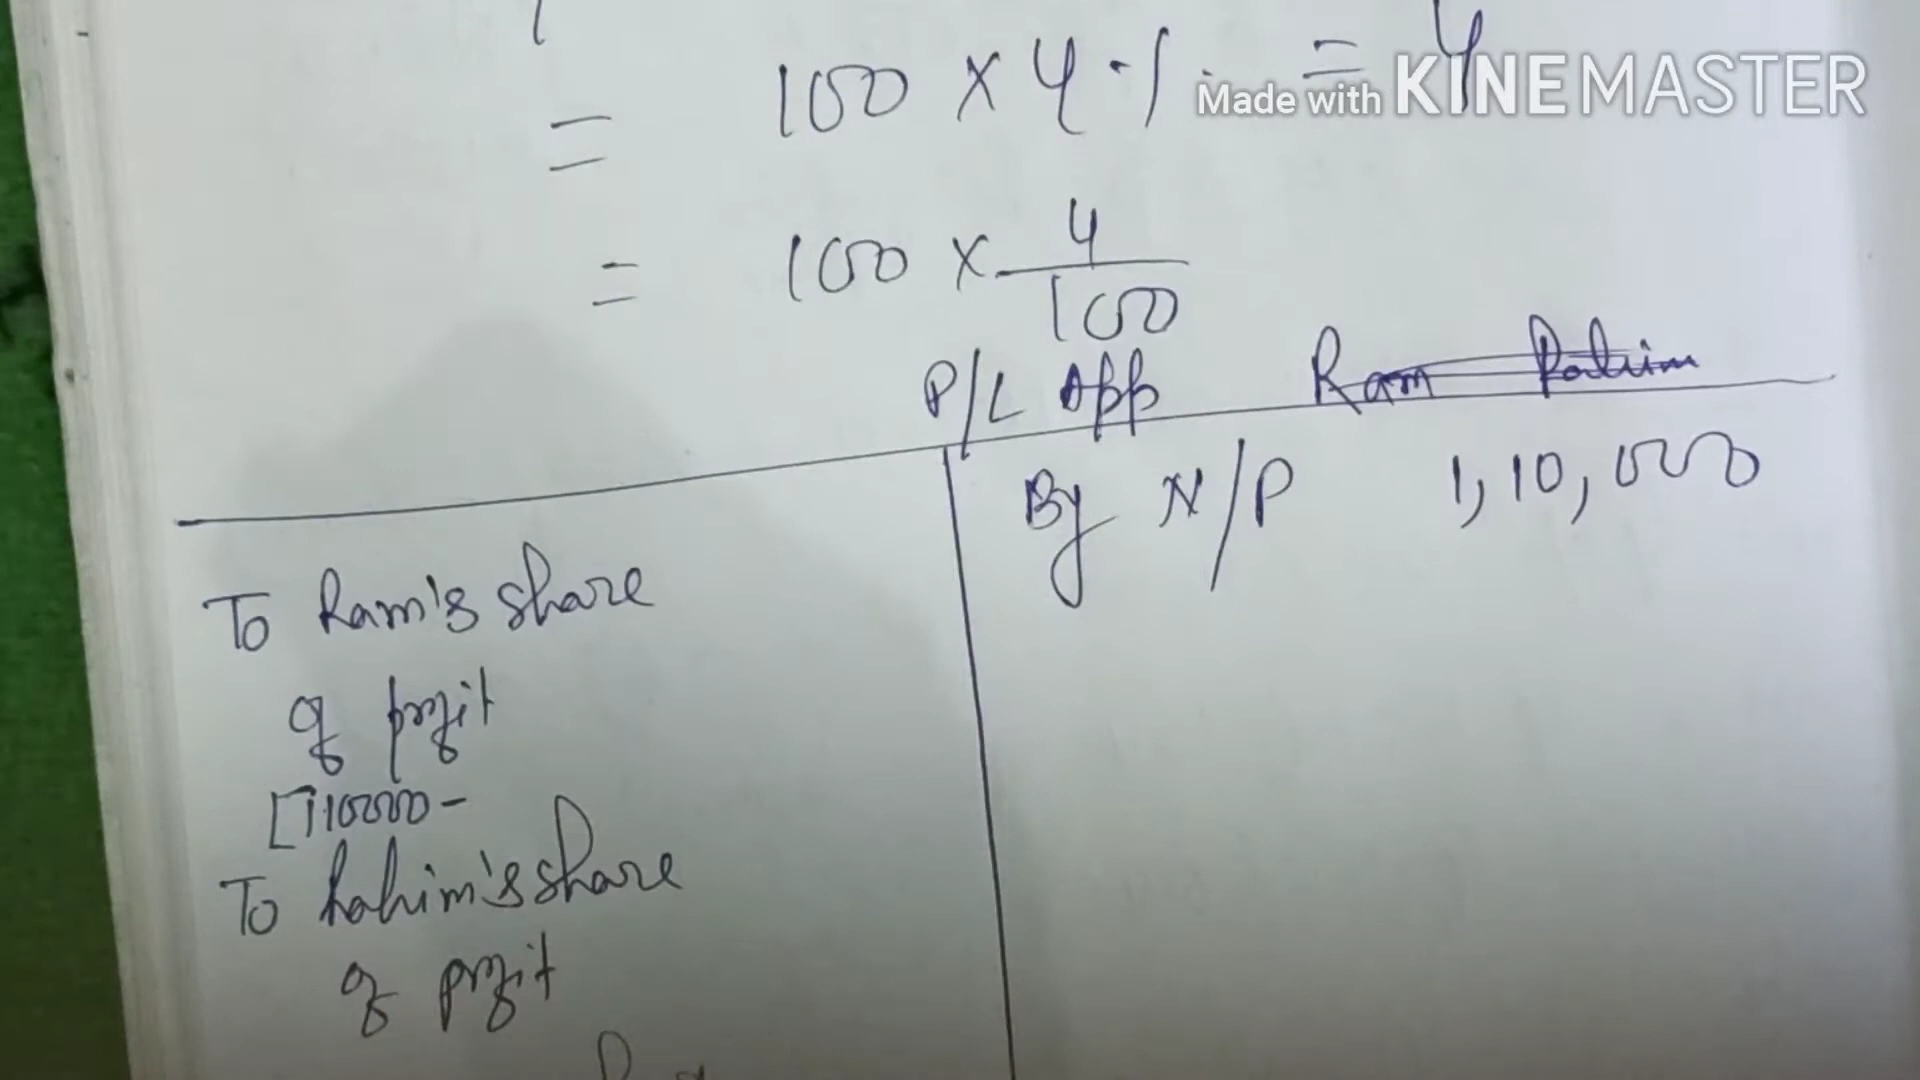 = 100 x 4 ·/. = 4
Made with KINEMASTER
= 100 x 4/100
P/L App Ram Rahim
By N/P 1,10,000
To Ram's share
of profit
[110000 -
To Rahim's share
of profit